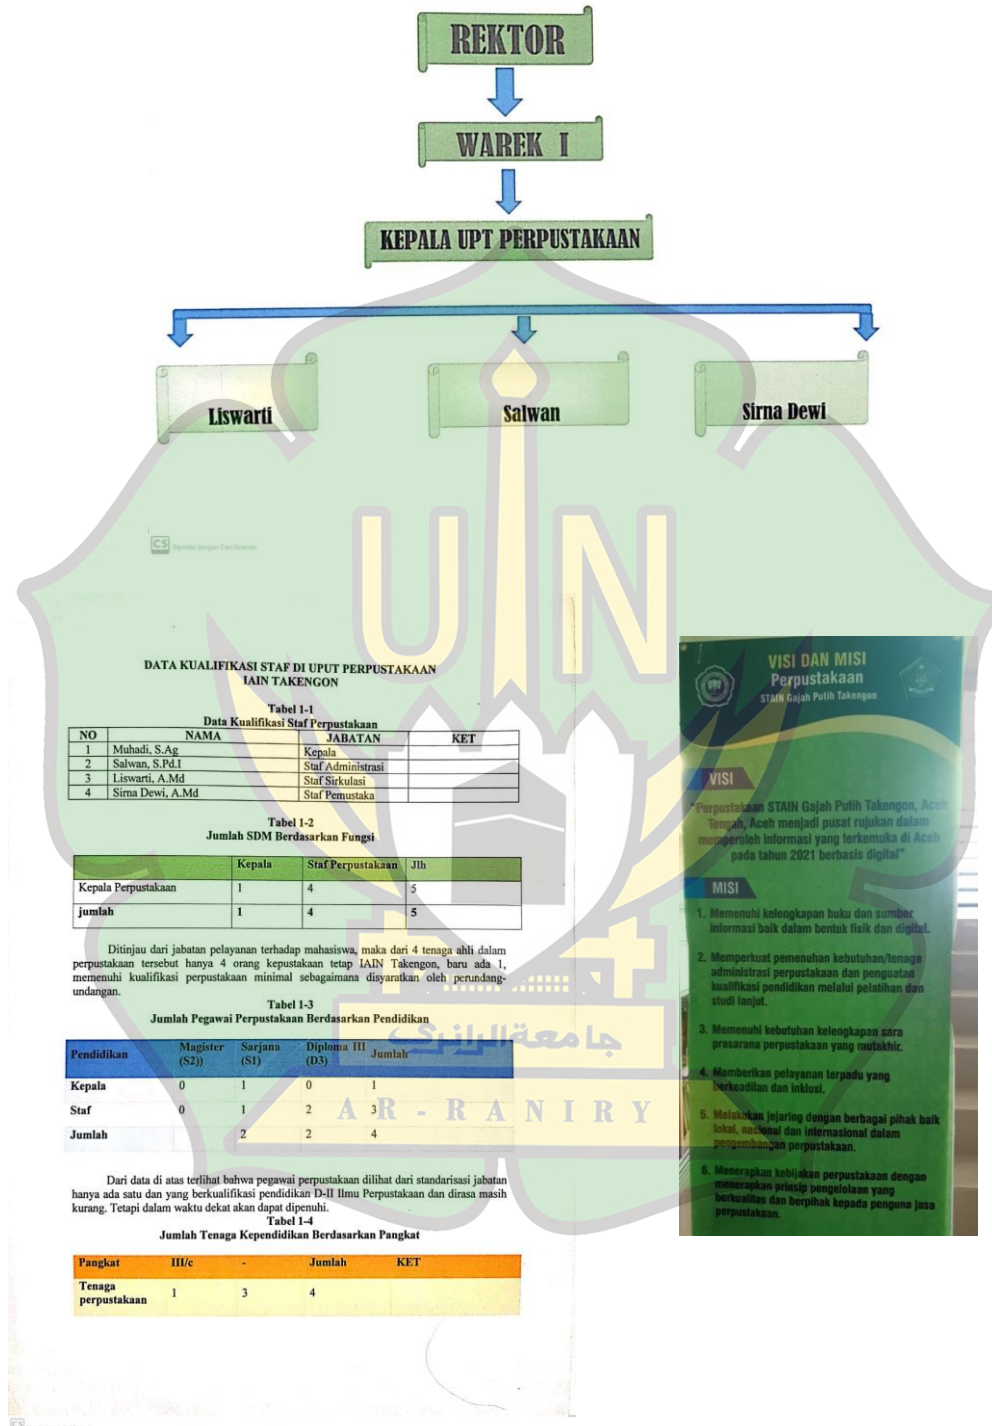 REKTOR
WAREK I
KEPALA UPT PERPUSTAKAAN
Liswarti
Salwan
Sirna Dewi
UIN
CS Dipindai dengan CamScanner
DATA KUALIFIKASI STAF DI UPUT PERPUSTAKAAN
IAIN TAKENGON
Tabel 1-1
Data Kualifikasi Staf Perpustakaan
NO NAMA JABATAN KET
1 Muhadi, S.Ag Kepala
2 Salwan, S.Pd.I Staf Administrasi
3 Liswarti, A.Md Staf Sirkulasi
4 Sirna Dewi, A.Md Staf Pemustaka
Tabel 1-2
Jumlah SDM Berdasarkan Fungsi
Kepala Staf Perpustakaan Jlh
Kepala Perpustakaan 1 4 5
jumlah 1 4 5
Ditinjau dari jabatan pelayanan terhadap mahasiswa, maka dari 4 tenaga ahli dalam
perpustakaan tersebut hanya 4 orang kepustakaan tetap IAIN Takengon, baru ada 1,
memenuhi kualifikasi perpustakaan minimal sebagaimana disyaratkan oleh perundang-
undangan.
Tabel 1-3
Jumlah Pegawai Perpustakaan Berdasarkan Pendidikan
Pendidikan Magister (S2)) Sarjana (S1) Diploma III (D3) Jumlah
Kepala 0 1 0 1
Staf 0 1 2 3
Jumlah 2 2 4
جامعةالرانري
AR-RANIRY
Dari data di atas terlihat bahwa pegawai perpustakaan dilihat dari standarisasi jabatan
hanya ada satu dan yang berkualifikasi pendidikan D-II Ilmu Perpustakaan dan dirasa masih
kurang. Tetapi dalam waktu dekat akan dapat dipenuhi.
Tabel 1-4
Jumlah Tenaga Kependidikan Berdasarkan Pangkat
Pangkat III/c - Jumlah KET
Tenaga perpustakaan 1 3 4
CS
VISI DAN MISI
Perpustakaan
STAIN Gajah Putih Takengon
VISI
"Perpustakaan STAIN Gajah Putih Takengon, Aceh
Tengah, Aceh menjadi pusat rujukan dalam
memperoleh informasi yang terkemuka di Aceh
pada tahun 2021 berbasis digital"
MISI
1. Memenuhi kelengkapan buku dan sumber
informasi baik dalam bentuk fisik dan digital.
2. Memperkuat pemenuhan kebutuhan/tenaga
administrasi perpustakaan dan penguatan
kualifikasi pendidikan melalui pelatihan dan
studi lanjut.
3. Memenuhi kebutuhan kelengkapan sara
prasarana perpustakaan yang mutakhir.
4. Memberikan pelayanan terpadu yang
berkeadilan dan inklusi.
5. Melakukan jejaring dengan berbagai pihak baik
lokal, nasional dan internasional dalam
pengembangan perpustakaan.
6. Menerapkan kebijakan perpustakaan dengan
menerapkan prinsip pengelolaan yang
berkualitas dan berpihak kepada penguna jasa
perpustakaan.